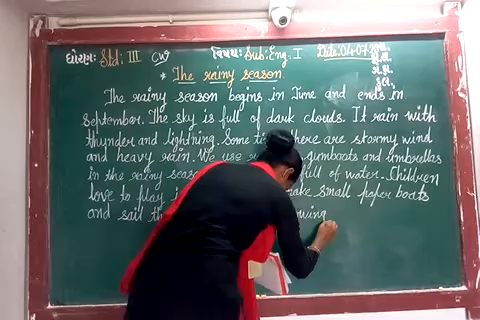 ધોરણઃ Std: III CW વિષયઃ Sub: Eng. I Date: 04-07-
* The rainy season.
The rainy season begins in June and ends in
September. The sky is full of dark clouds. It rain with
thunder and lightning. Some there are stormy wind
and heavy rain. We use gumboots and umbrellas
in the rainy full of water. Children
love to play make small paper boats
and sail